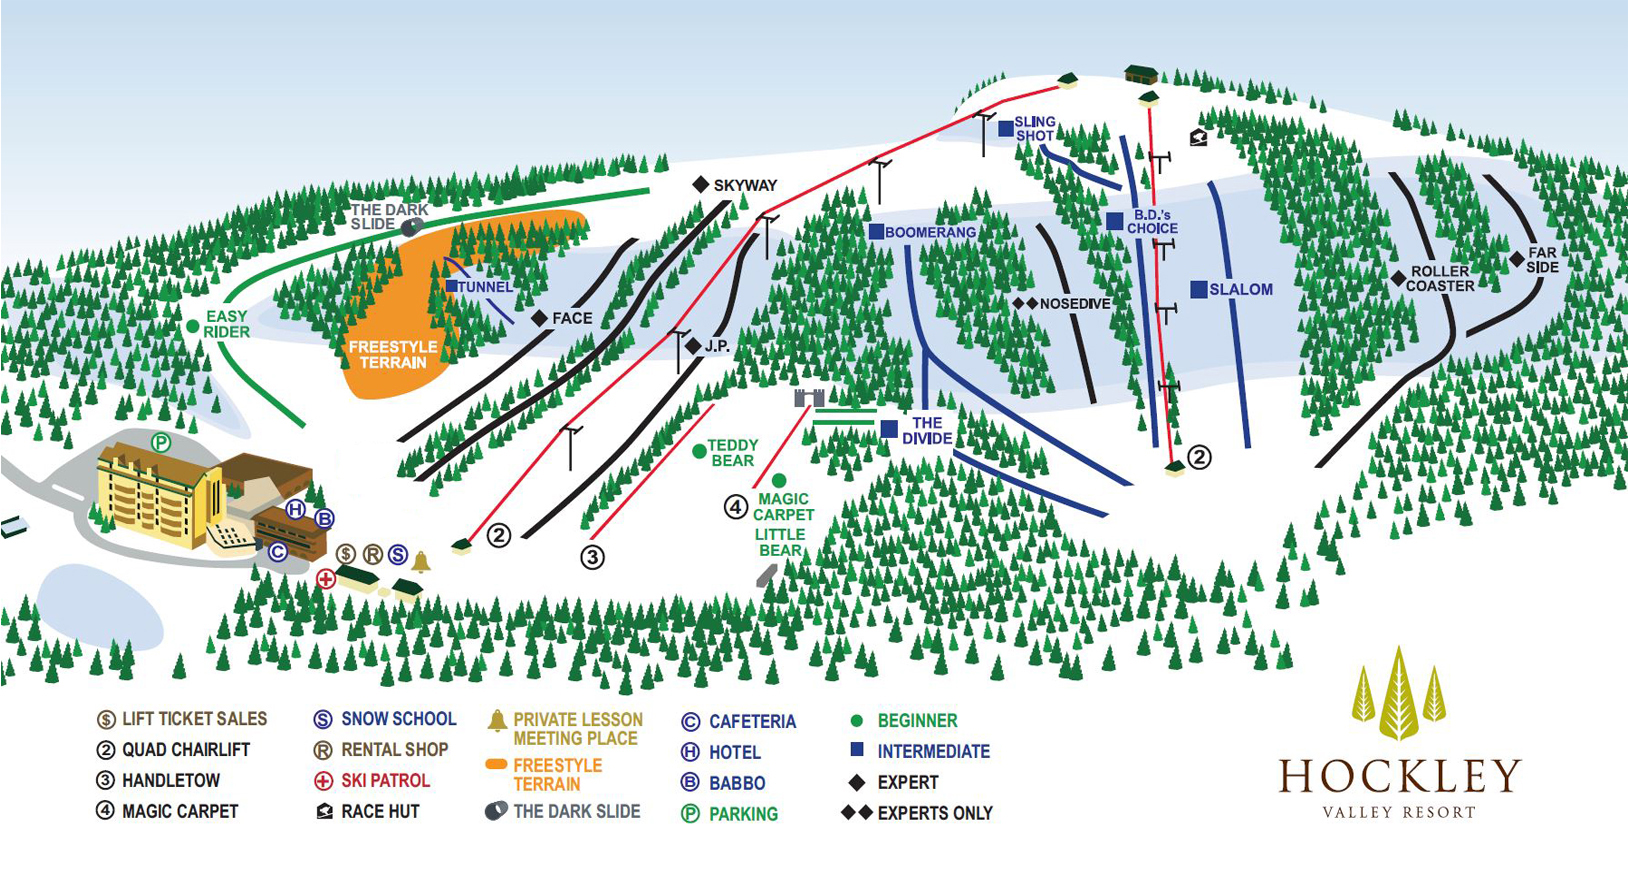 SLING
SHOT
SKYWAY
THE DARK
SLIDE
B.D.'s
CHOICE
BOOMERANG
FAR
SIDE
ROLLER
COASTER
TUNNEL
SLALOM
NOSEDIVE
EASY
RIDER
FACE
FREESTYLE
TERRAIN
J.P.
THE
DIVIDE
P
TEDDY
BEAR
2
MAGIC
CARPET
4
LITTLE
BEAR
H
B
C
2
3
$
R
S
$ LIFT TICKET SALES
2 QUAD CHAIRLIFT
3 HANDLETOW
4 MAGIC CARPET
S SNOW SCHOOL
R RENTAL SHOP
SKI PATROL
RACE HUT
PRIVATE LESSON
MEETING PLACE
FREESTYLE
TERRAIN
THE DARK SLIDE
C CAFETERIA
H HOTEL
B BABBO
P PARKING
BEGINNER
INTERMEDIATE
EXPERT
EXPERTS ONLY
HOCKLEY
VALLEY RESORT